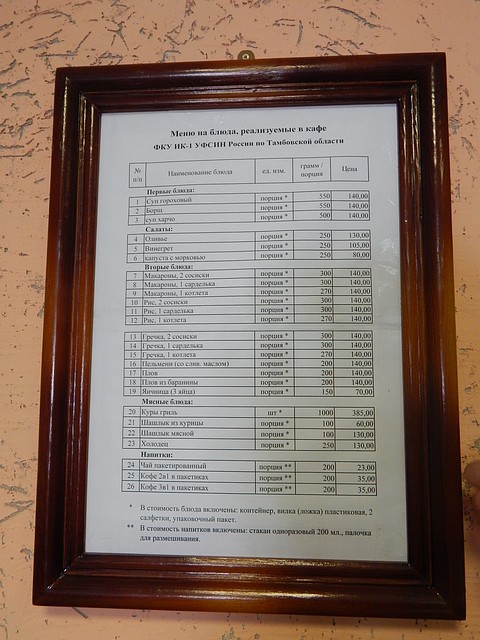 Меню на блюда, реализуемые в кафе
ФКУ ИК-1 УФСИН России по Тамбовской области
№ п/п Наименование блюда ед. изм. грамм / порция Цена
Первые блюда:
1 Суп гороховый порция * 550 140,00
2 Борщ порция * 550 140,00
3 суп харчо порция * 500 140,00
Салаты:
4 Оливье порция * 250 130,00
5 Винегрет порция * 250 105,00
6 капуста с морковью порция * 250 80,00
Вторые блюда:
7 Макароны, 2 сосиски порция * 300 140,00
8 Макароны, 1 сарделька порция * 300 140,00
9 Макароны, 1 котлета порция * 270 140,00
10 Рис, 2 сосиски порция * 300 140,00
11 Рис, 1 сарделька порция * 300 140,00
12 Рис, 1 котлета порция * 270 140,00
13 Гречка, 2 сосиски порция * 300 140,00
14 Гречка, 1 сарделька порция * 300 140,00
15 Гречка, 1 котлета порция * 270 140,00
16 Пельмени (со слив. маслом) порция * 200 140,00
17 Плов порция * 200 140,00
18 Плов из баранины порция * 200 140,00
19 Яичница (3 яйца) порция * 150 70,00
Мясные блюда:
20 Куры гриль шт * 1000 385,00
21 Шашлык из курицы порция * 100 60,00
22 Шашлык мясной порция * 100 130,00
23 Холодец порция * 250 130,00
Напитки:
24 Чай пакетированный порция ** 200 23,00
25 Кофе 2в1 в пакетиках порция ** 200 35,00
26 Кофе 3в1 в пакетиках порция ** 200 35,00
* В стоимость блюда включены: контейнер, вилка (ложка) пластиковая, 2
салфетки, упаковочный пакет.
** В стоимость напитков включены: стакан одноразовый 200 мл., палочка
для размешивания.